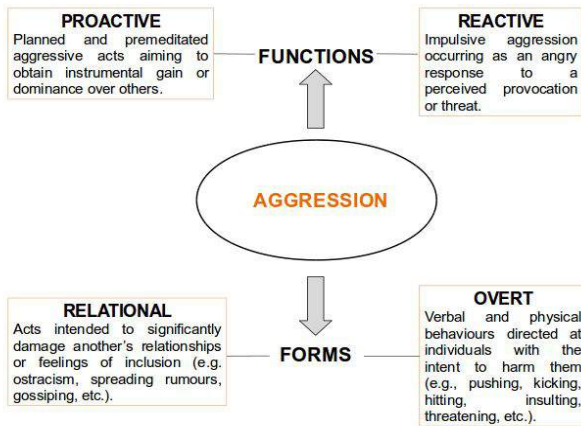 PROACTIVE
Planned and premeditated
aggressive acts aiming to
obtain instrumental gain or
dominance over others.
FUNCTIONS
REACTIVE
Impulsive aggression
occurring as an angry
response to a
perceived provocation
or threat.
AGGRESSION
RELATIONAL
Acts intended to significantly
damage another's relationships
or feelings of inclusion (e.g.
ostracism, spreading rumours,
gossiping, etc.).
FORMS
OVERT
Verbal and physical
behaviours directed at
individuals with the
intent to harm them
(e.g., pushing, kicking,
hitting, insulting,
threatening, etc.).